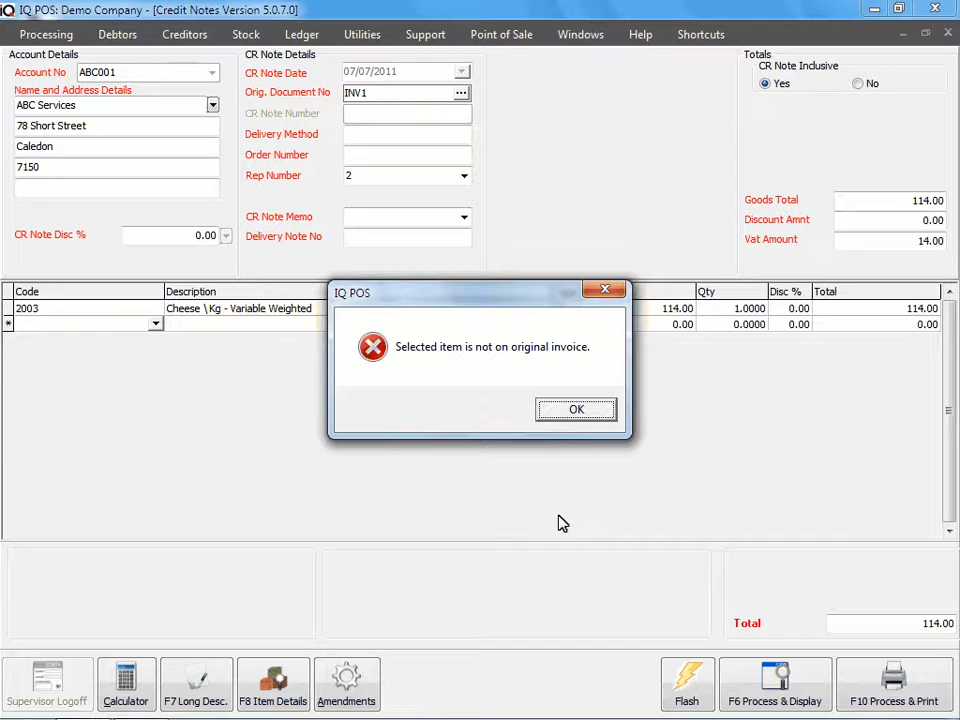 iQ IQ POS: Demo Company - [Credit Notes Version 5.0.7.0]
Processing Debtors Creditors Stock Ledger Utilities Support Point of Sale Windows Help Shortcuts
Account Details
Account No ABC001
Name and Address Details
ABC Services
78 Short Street
Caledon
7150
CR Note Disc % 0.00
CR Note Details
CR Note Date 07/07/2011
Orig. Document No INV1 ...
CR Note Number
Delivery Method
Order Number
Rep Number 2
CR Note Memo
Delivery Note No
Totals
CR Note Inclusive
Yes No
Goods Total 114.00
Discount Amnt 0.00
Vat Amount 14.00
Code Description Qty Disc % Total
2003 Cheese \Kg - Variable Weighted 114.00 1.0000 0.00 114.00
* 0.00 0.0000 0.00 0.00
IQ POS
Selected item is not on original invoice.
OK
Total 114.00
Supervisor Logoff Calculator F7 Long Desc. F8 Item Details Amendments Flash F6 Process & Display F10 Process & Print